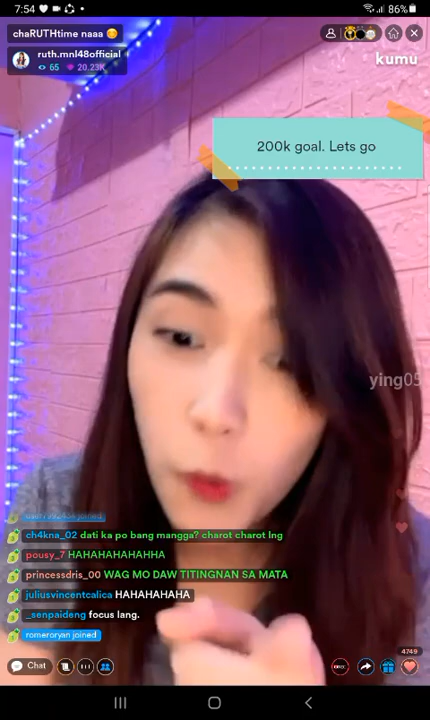 7:54
86%
chaRUTHtime naaa
ruth.mnl48official
65 20.23K
kumu
200k goal. Lets go
ying05
joined
ch4kna_02 dati ka po bang mangga? charot charot lng
pousy_7 HAHAHAHAHAHHA
princessdris_00 WAG MO DAW TITINGNAN SA MATA
juliusvincentcalica HAHAHAHAHA
_senpaideng focus lang.
romeroryan joined
4749
Chat